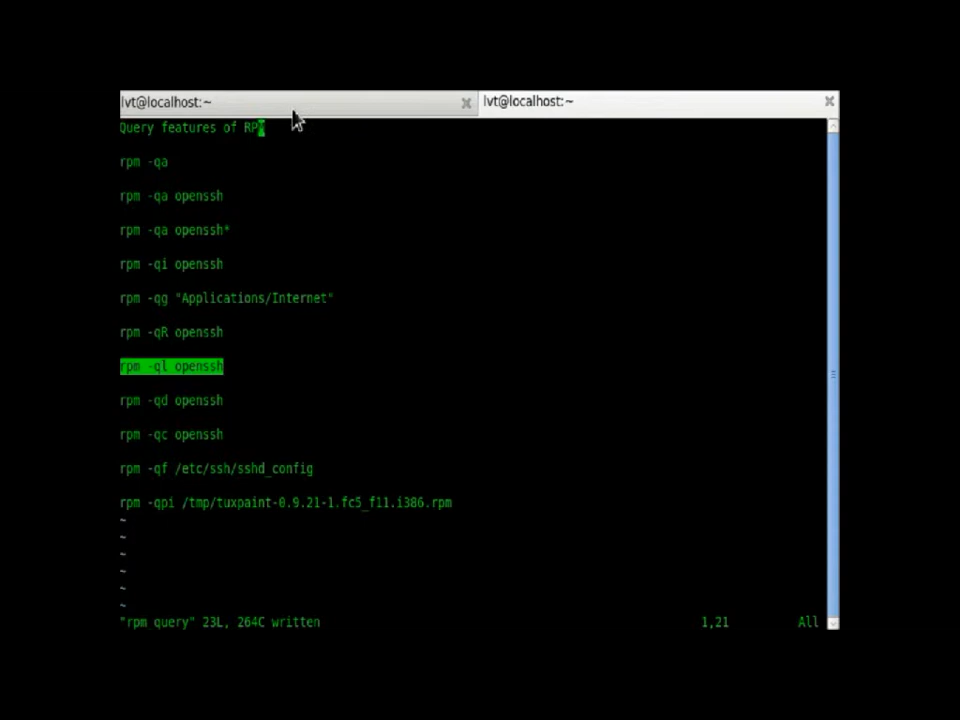 lvt@localhost:~ lvt@localhost:~
Query features of RPM
rpm -qa
rpm -qa openssh
rpm -qa openssh*
rpm -qi openssh
rpm -qg "Applications/Internet"
rpm -qR openssh
rpm -ql openssh
rpm -qd openssh
rpm -qc openssh
rpm -qf /etc/ssh/sshd_config
rpm -qpi /tmp/tuxpaint-0.9.21-1.fc5_f11.i386.rpm
~
~
~
~
~
~
"rpm query" 23L, 264C written 1,21 All